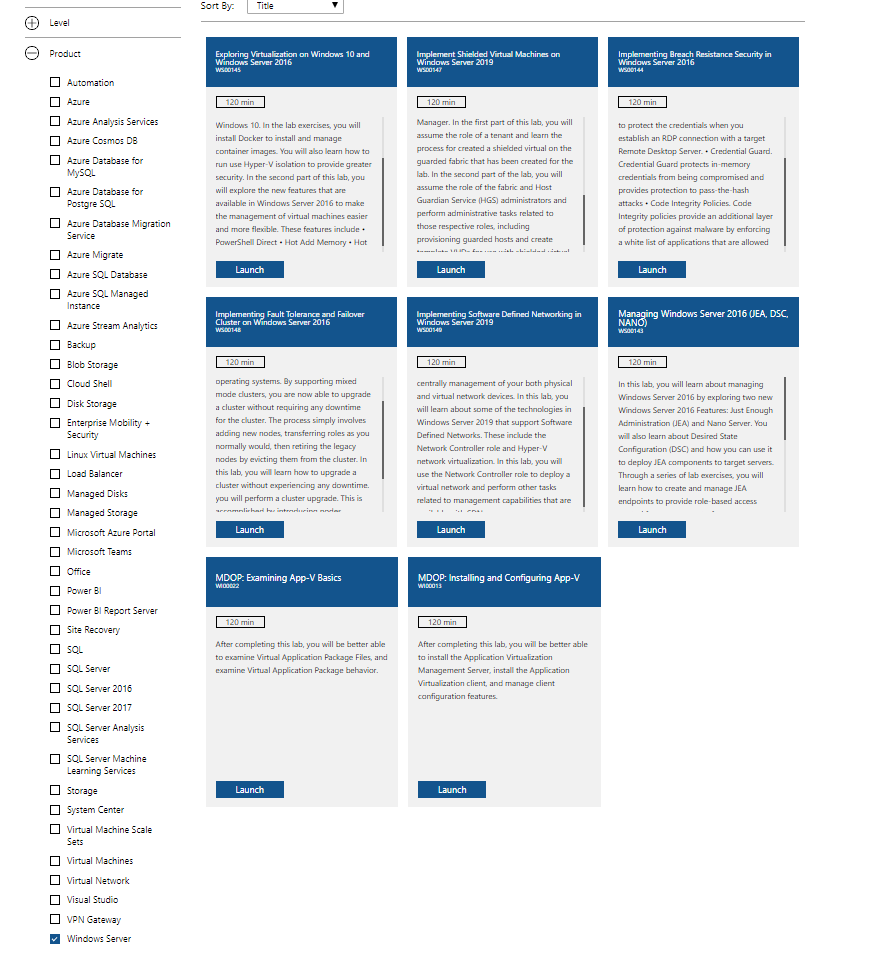 Sort By:
Title
Level
Product
Automation
Azure
Azure Analysis Services
Azure Cosmos DB
Azure Database for
MySQL
Azure Database for
Postgre SQL
Azure Database Migration
Service
Azure Migrate
Azure SQL Database
Azure SQL Managed
Instance
Azure Stream Analytics
Backup
Blob Storage
Cloud Shell
Disk Storage
Enterprise Mobility +
Security
Linux Virtual Machines
Load Balancer
Managed Disks
Managed Storage
Microsoft Azure Portal
Microsoft Teams
Office
Power BI
Power BI Report Server
Site Recovery
SQL
SQL Server
SQL Server 2016
SQL Server 2017
SQL Server Analysis
Services
SQL Server Machine
Learning Services
Storage
System Center
Virtual Machine Scale
Sets
Virtual Machines
Virtual Network
Visual Studio
VPN Gateway
Windows Server
Exploring Virtualization on Windows 10 and
Windows Server 2016
WS00145
120 min
Windows 10. In the lab exercises, you will
install Docker to install and manage
container images. You will also learn how to
run use Hyper-V isolation to provide greater
security. In the second part of this lab, you
will explore the new features that are
available in Windows Server 2016 to make
the management of virtual machines easier
and more flexible. These features include •
PowerShell Direct • Hot Add Memory • Hot
Launch
Implement Shielded Virtual Machines on
Windows Server 2019
WS00147
120 min
Manager. In the first part of this lab, you will
assume the role of a tenant and learn the
process for created a shielded virtual on the
guarded fabric that has been created for the
lab. In the second part of the lab, you will
assume the role of the fabric and Host
Guardian Service (HGS) administrators and
perform administrative tasks related to
those respective roles, including
provisioning guarded hosts and create
template VHDs for use with shielded virtual
Launch
Implementing Breach Resistance Security in
Windows Server 2016
WS00144
120 min
to protect the credentials when you
establish an RDP connection with a target
Remote Desktop Server. • Credential Guard.
Credential Guard protects in-memory
credentials from being compromised and
provides protection to pass-the-hash
attacks • Code Integrity Policies. Code
Integrity policies provide an additional layer
of protection against malware by enforcing
a white list of applications that are allowed
Launch
Implementing Fault Tolerance and Failover
Cluster on Windows Server 2016
WS00148
120 min
operating systems. By supporting mixed
mode clusters, you are now able to upgrade
a cluster without requiring any downtime
for the cluster. The process simply involves
adding new nodes, transferring roles as you
normally would, then retiring the legacy
nodes by evicting them from the cluster. In
this lab, you will learn how to upgrade a
cluster without experiencing any downtime.
you will perform a cluster upgrade. This is
accomplished by introducing nodes
Launch
Implementing Software Defined Networking in
Windows Server 2019
WS00149
120 min
centrally management of your both physical
and virtual network devices. In this lab, you
will learn about some of the technologies in
Windows Server 2019 that support Software
Defined Networks. These include the
Network Controller role and Hyper-V
network virtualization. In this lab, you will
use the Network Controller role to deploy a
virtual network and perform other tasks
related to management capabilities that are
Launch
Managing Windows Server 2016 (JEA, DSC,
NANO)
WS00143
120 min
In this lab, you will learn about managing
Windows Server 2016 by exploring two new
Windows Server 2016 Features: Just Enough
Administration (JEA) and Nano Server. You
will also learn about Desired State
Configuration (DSC) and how you can use it
to deploy JEA components to target servers.
Through a series of lab exercises, you will
learn how to create and manage JEA
endpoints to provide role-based access
Launch
MDOP: Examining App-V Basics
WI00022
120 min
After completing this lab, you will be better able
to examine Virtual Application Package Files, and
examine Virtual Application Package behavior.
Launch
MDOP: Installing and Configuring App-V
WI00013
120 min
After completing this lab, you will be better able
to install the Application Virtualization
Management Server, install the Application
Virtualization client, and manage client
configuration features.
Launch